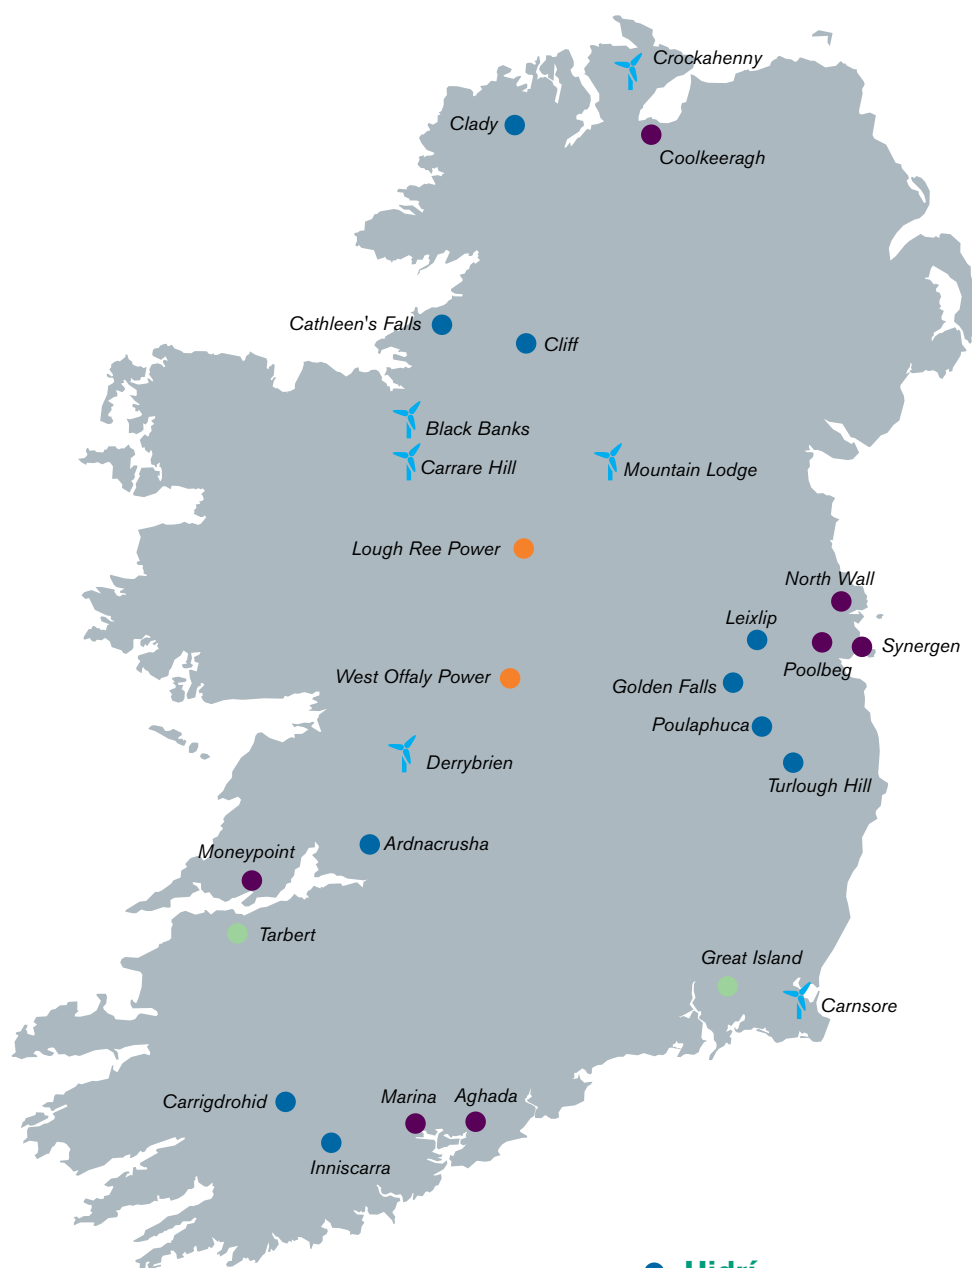 Crockahenny
Clady
Coolkeeragh
Cathleen's Falls
Cliff
Black Banks
Carrare Hill
Mountain Lodge
Lough Ree Power
North Wall
Leixlip
Synergen
Poolbeg
West Offaly Power
Golden Falls
Poulaphuca
Derrybrien
Turlough Hill
Ardnacrusha
Moneypoint
Tarbert
Great Island
Carnsore
Carrigdrohid
Marina
Aghada
Inniscarra
Hidrí